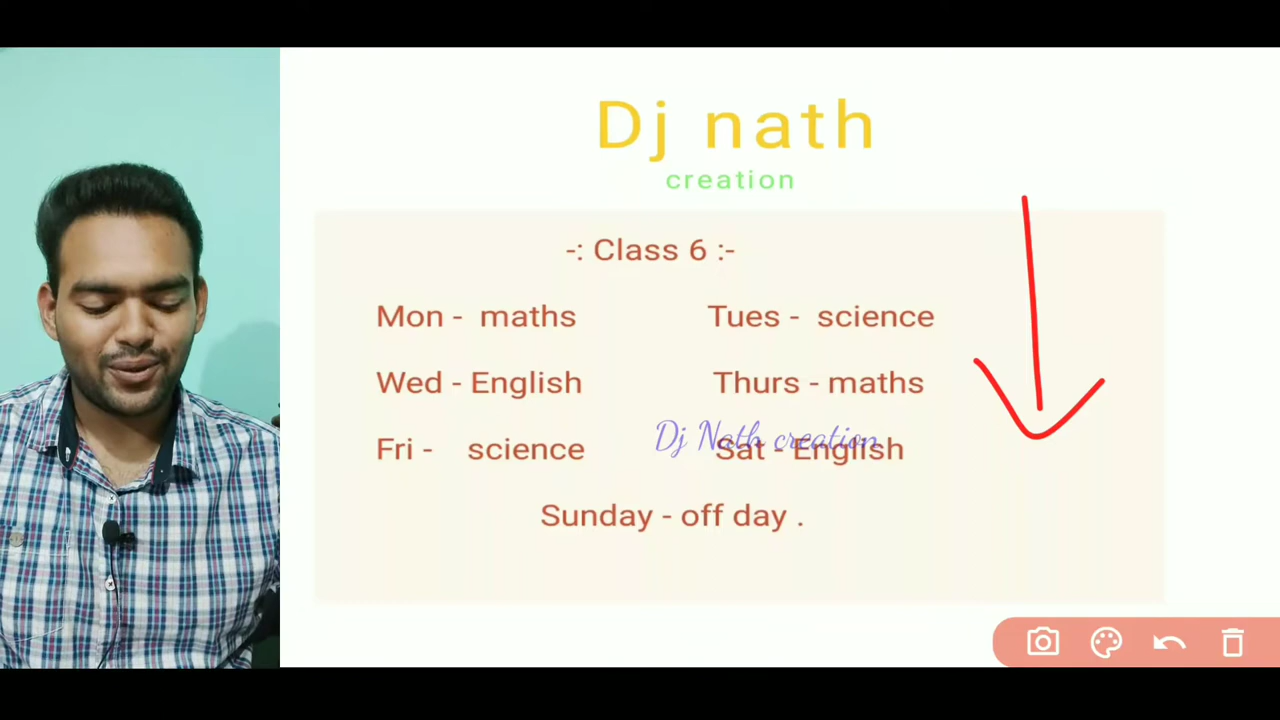 Dj nath
creation
-: Class 6 :-
Mon - maths Tues - science
Wed - English Thurs - maths
Dj Nath creation
Fri - science Sat - English
Sunday - off day .